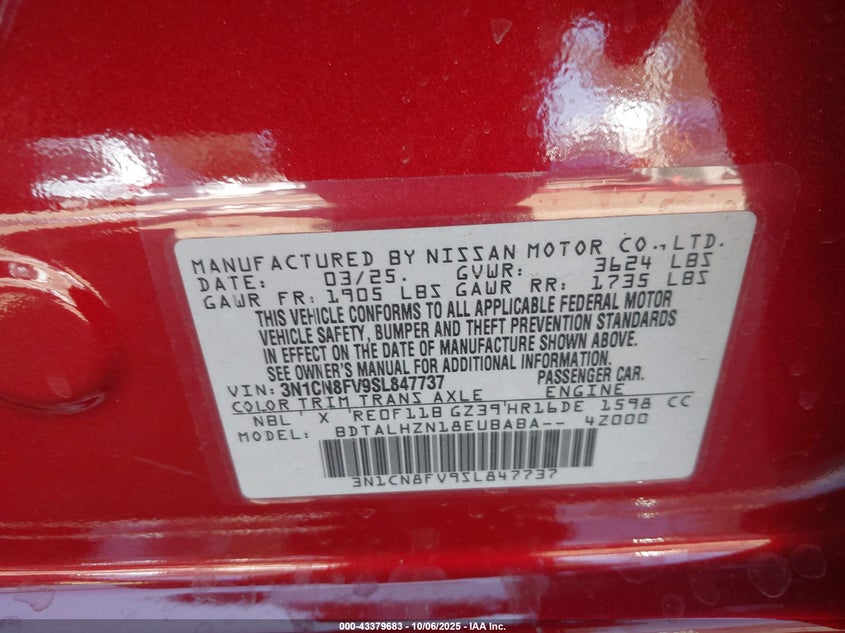 MANUFACTURED BY NISSAN MOTOR CO., LTD.
DATE: 03/25. GVWR: 3624 LBS
GAWR FR: 1905 LBS GAWR RR: 1735 LBS
THIS VEHICLE CONFORMS TO ALL APPLICABLE FEDERAL MOTOR
VEHICLE SAFETY, BUMPER AND THEFT PREVENTION STANDARDS
IN EFFECT ON THE DATE OF MANUFACTURE SHOWN ABOVE.
SEE OWNER'S MANUAL FOR ADDITIONAL INFORMATION.
VIN: 3N1CN8FV9SL847737 PASSENGER CAR.
COLOR TRIM TRANS AXLE ENGINE
NBL X RE0F11B GZ39 HR16DE 1598 CC
MODEL: BDTALHZN18EUBABA-- 4Z000
3N1CN8FV9SL847737
000-43379683 - 10/06/2025 - IAA Inc.